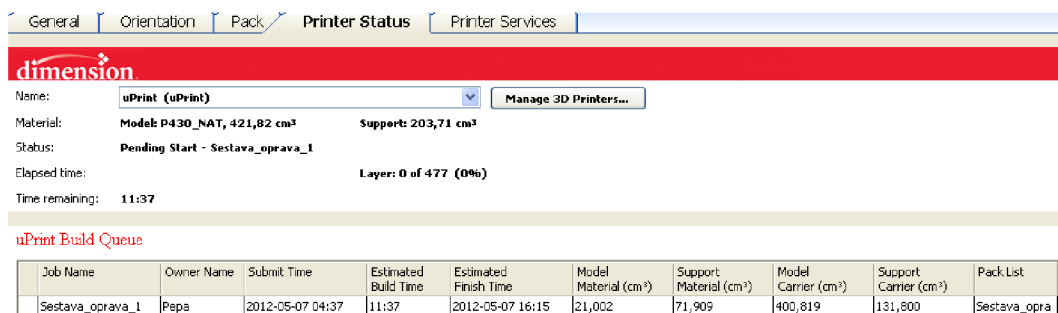 General Orientation Pack Printer Status Printer Services
dimension
Name: uPrint (uPrint) Manage 3D Printers...
Material: Model: P430_NAT, 421,82 cm³ Support: 203,71 cm³
Status: Pending Start - Sestava_oprava_1
Elapsed time: Layer: 0 of 477 (0%)
Time remaining: 11:37
uPrint Build Queue
Job Name Owner Name Submit Time Estimated Build Time Estimated Finish Time Model Material (cm³) Support Material (cm³) Model Carrier (cm³) Support Carrier (cm³) Pack List
Sestava_oprava_1 Pepa 2012-05-07 04:37 11:37 2012-05-07 16:15 21,002 71,909 400,819 131,800 Sestava_opra